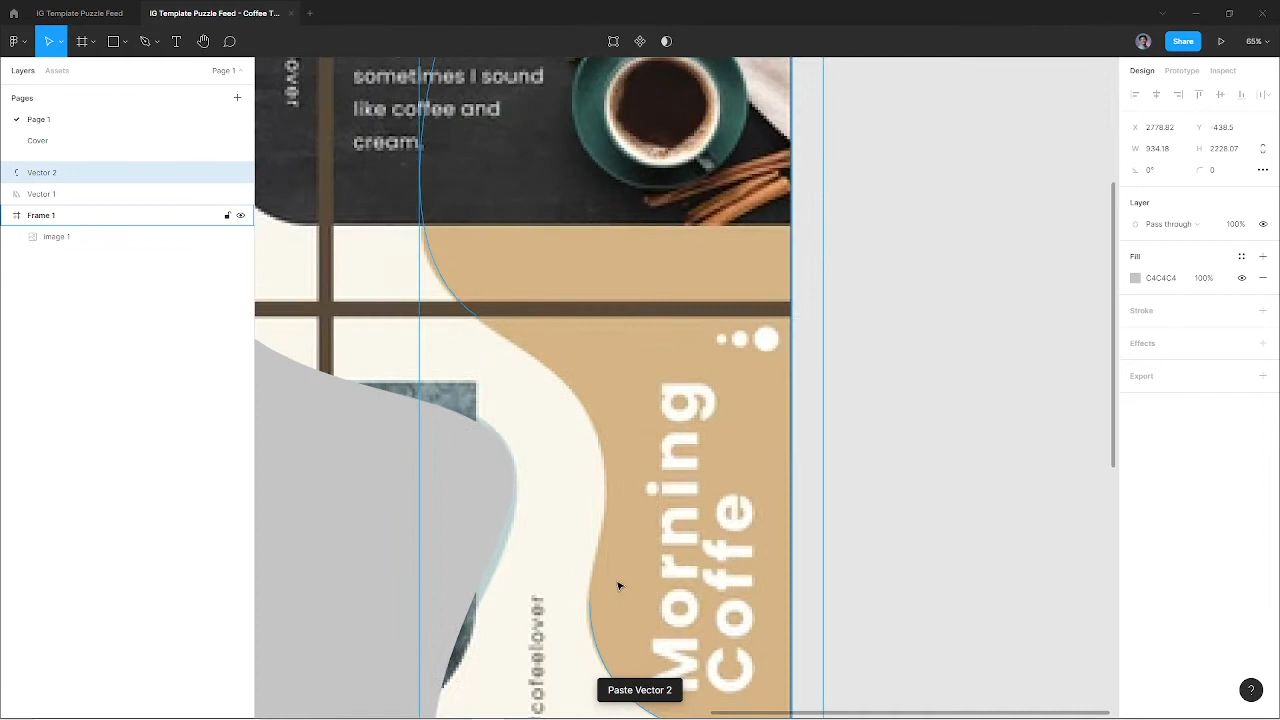 IG Template Puzzle Feed
IG Template Puzzle Feed - Coffee T...
Share
65%
Layers
Assets
Page 1
Pages
Page 1
Cover
Vector 2
Vector 1
Frame 1
image 1
over
sometimes I sound
like coffee and
cream.
Morning
Coffe
cofeelover
Paste Vector 2
Design
Prototype
Inspect
X 2778.82
Y -438.5
W 934.18
H 2228.07
0°
0
Layer
Pass through
100%
Fill
C4C4C4
100%
Stroke
Effects
Export
?